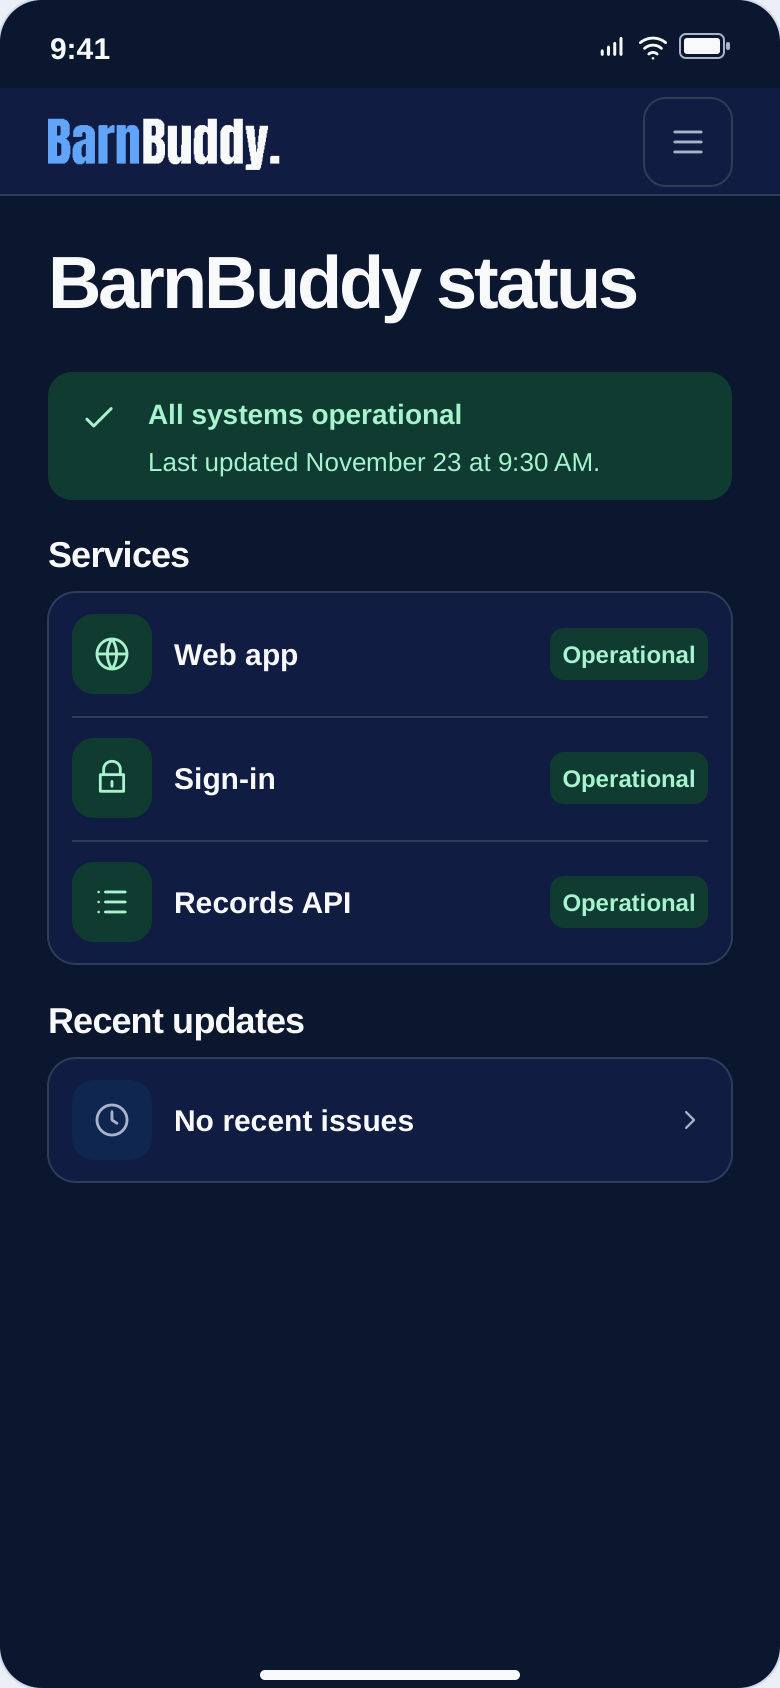 9:41
BarnBuddy.
BarnBuddy status
All systems operational
Last updated November 23 at 9:30 AM.
Services
Web app
Operational
Sign-in
Operational
Records API
Operational
Recent updates
No recent issues